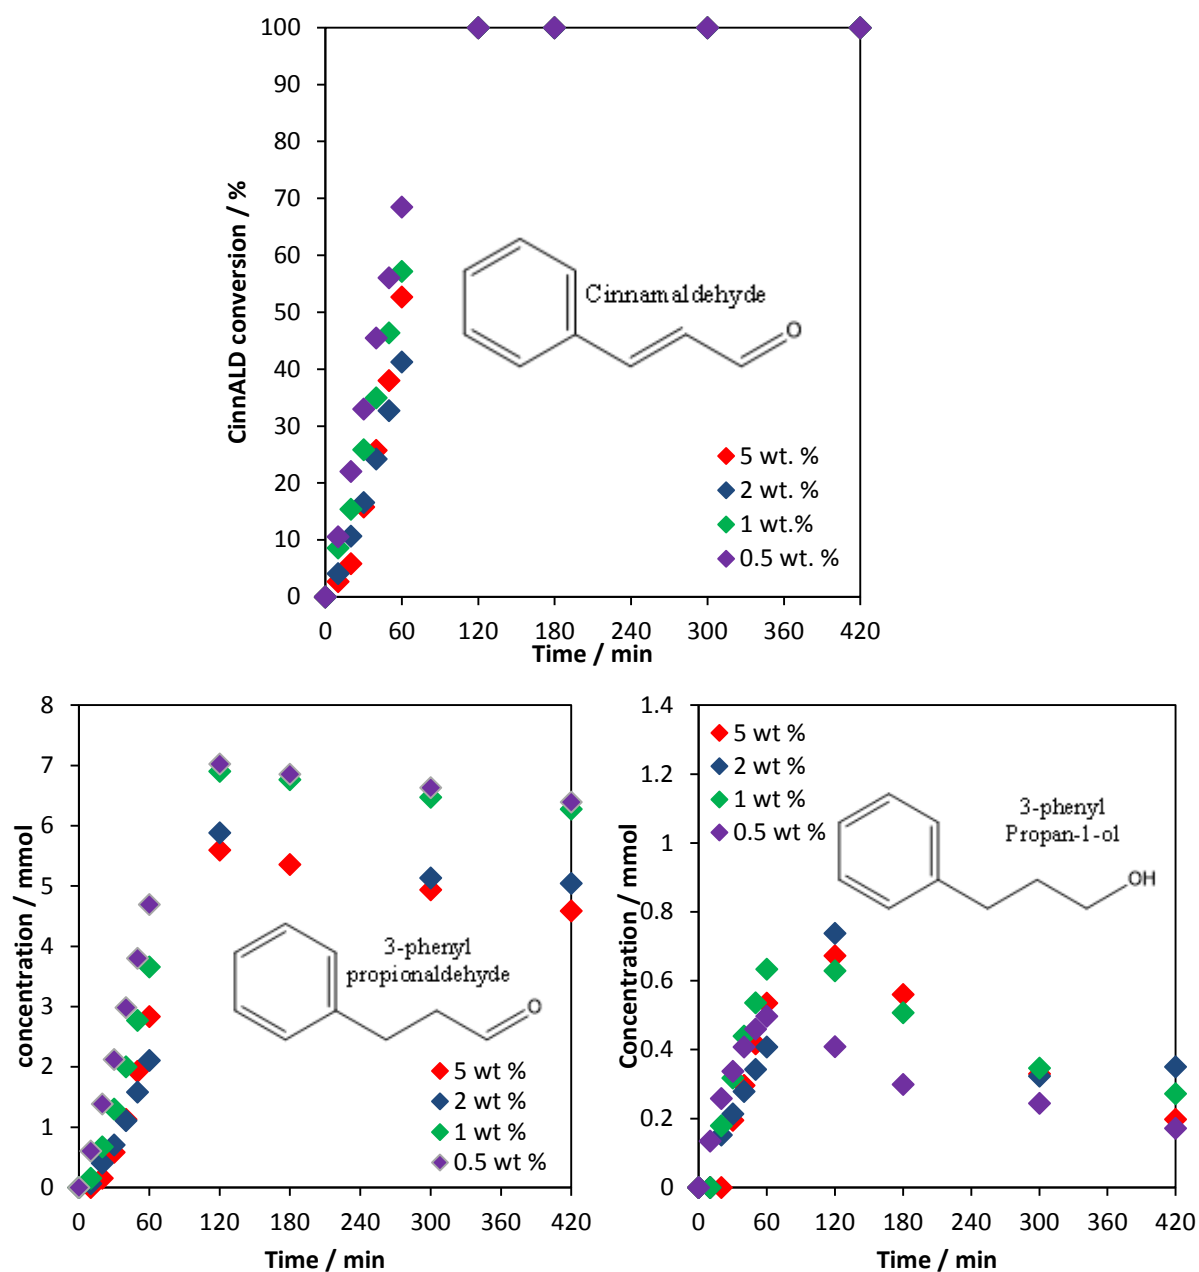 CinnALD conversion / %
100
90
80
70
60
50
40
30
20
10
0
Cinnamaldehyde
O
5 wt. %
2 wt. %
1 wt.%
0.5 wt. %
0 60 120 180 240 300 360 420
Time / min
concentration / mmol
8
7
6
5
4
3
2
1
0
3-phenyl
propionaldehyde
O
5 wt %
2 wt %
1 wt %
0.5 wt %
0 60 120 180 240 300 360 420
Time / min
Concentration / mmol
1.4
1.2
1
0.8
0.6
0.4
0.2
0
5 wt %
2 wt %
1 wt %
0.5 wt %
3-phenyl
Propan-1-ol
OH
0 60 120 180 240 300 360 420
Time / min